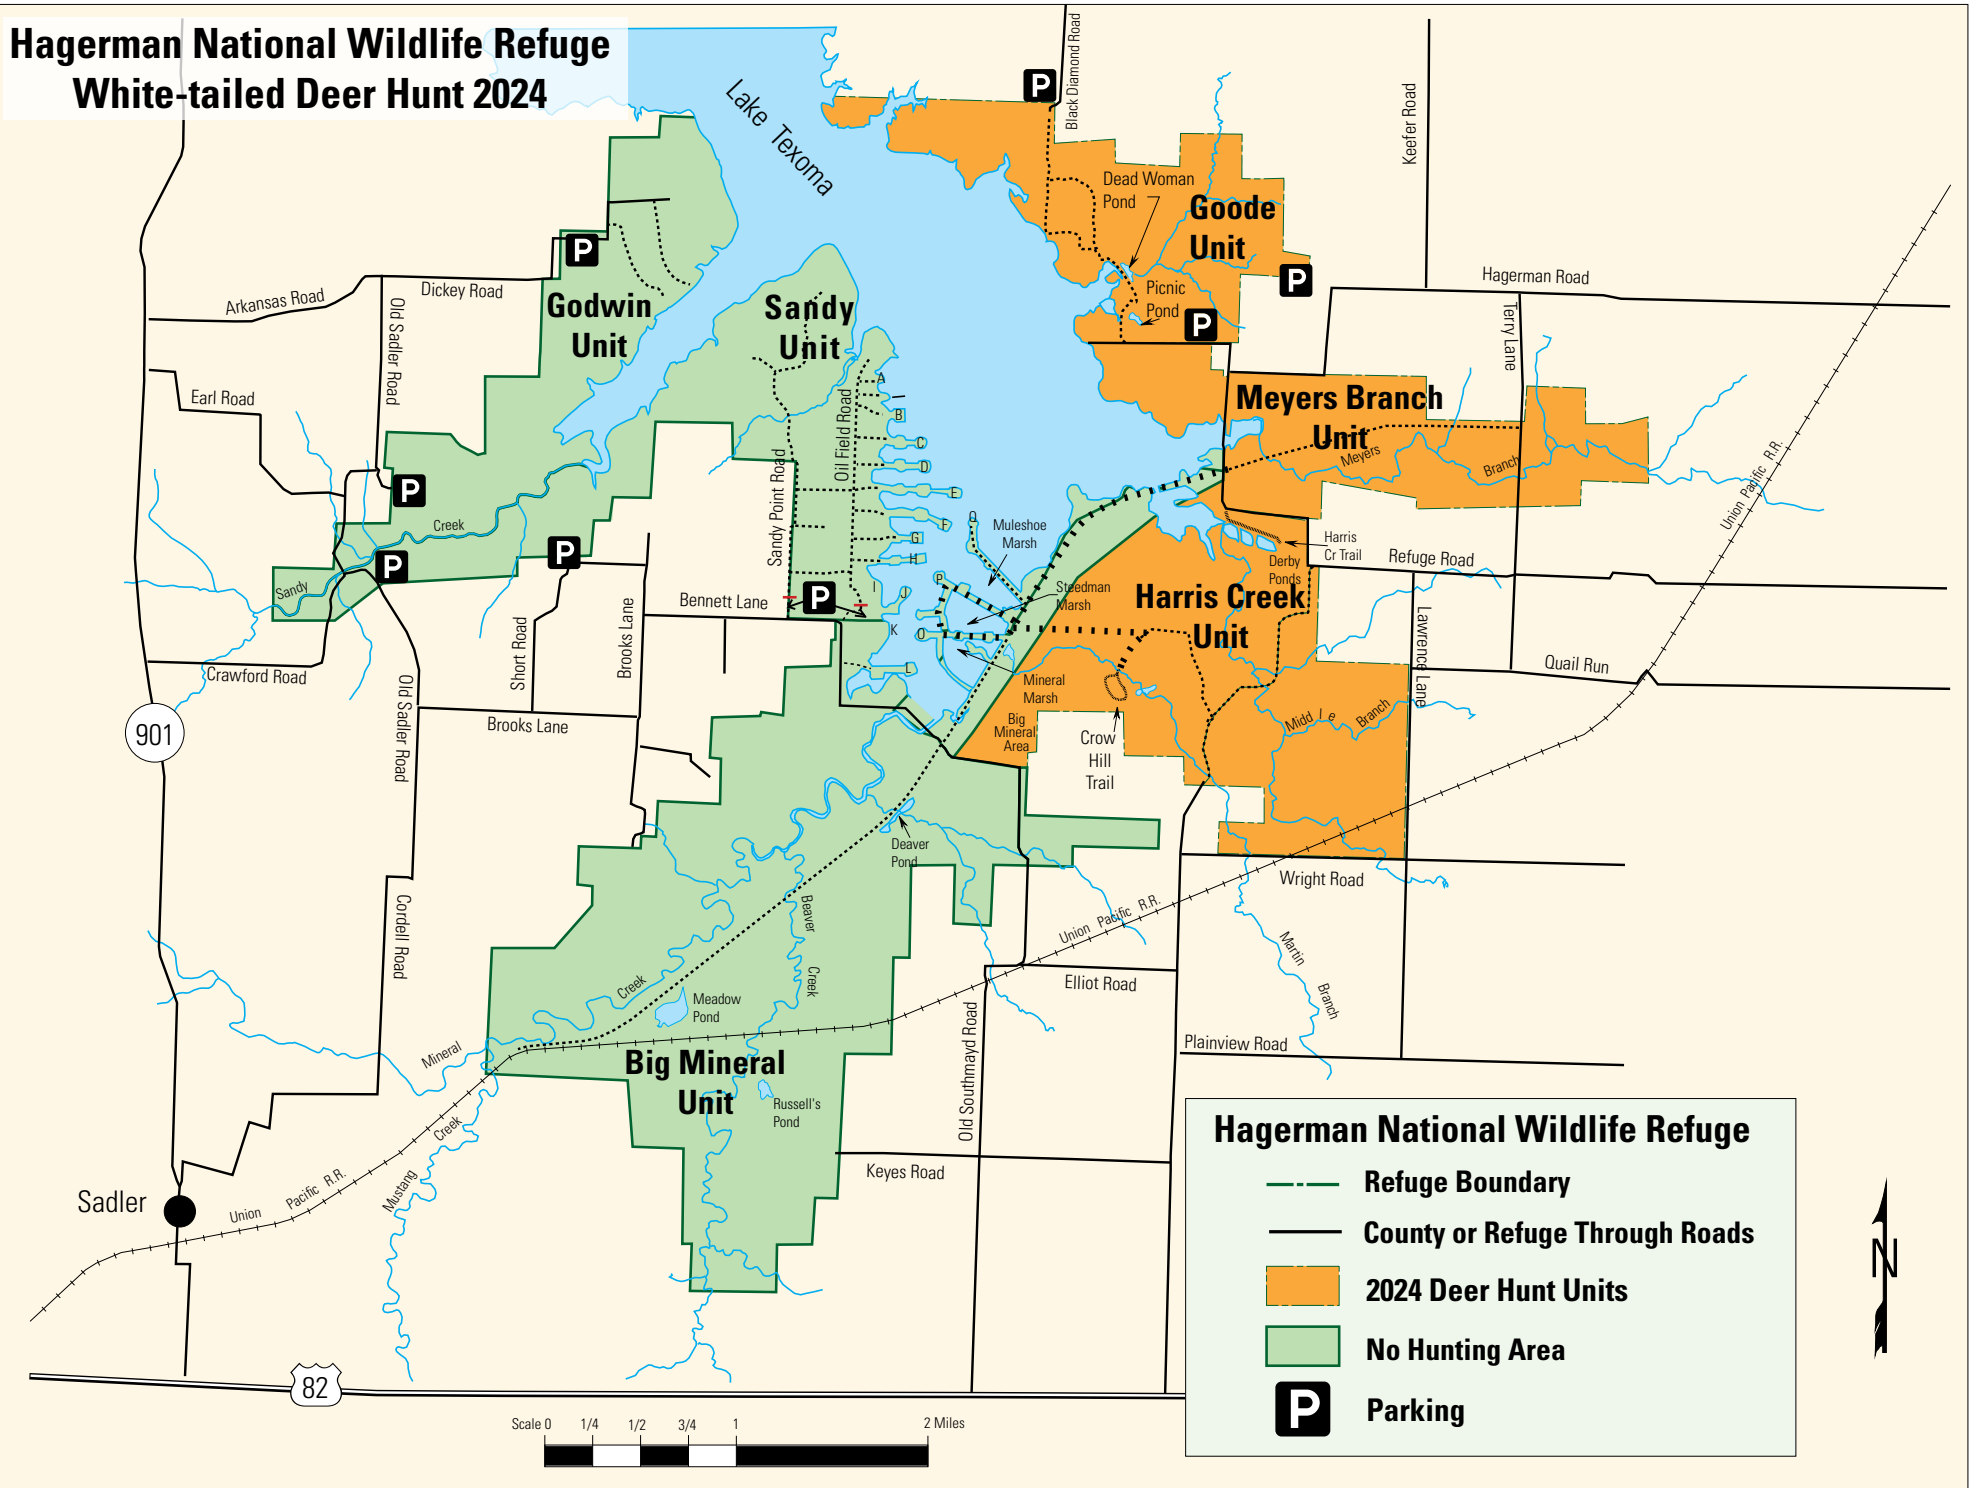 Hagerman National Wildlife Refuge
White-tailed Deer Hunt 2024
Lake Texoma
Black Diamond Road
P
Keefer Road
Dead Woman
Pond
Goode
Unit
P
Picnic
Pond
P
Hagerman Road
Terry Lane
Union Pacific R.R.
P
Godwin
Unit
Arkansas Road
Dickey Road
Old Sadler Road
Earl Road
P
Sandy
Unit
Oil Field Road
Sandy Point Road
A
B
C
D
E
F
G
H
I
J
K
L
O
P
Q
Meyers Branch
Unit
Meyers
Branch
Muleshoe
Marsh
Steedman
Marsh
Mineral
Marsh
Harris
Cr Trail
Derby
Ponds
Refuge Road
Harris Creek
Unit
Lawrence Lane
Quail Run
Creek
Sandy
P
P
P
Bennett Lane
Short Road
Brooks Lane
Crawford Road
Old Sadler Road
Brooks Lane
901
Big
Mineral
Area
Crow
Hill
Trail
Middle
Branch
Deaver
Pond
Wright Road
Cordell Road
Beaver
Creek
Creek
Meadow
Pond
Union Pacific R.R.
Elliot Road
Martin
Branch
Old Southmayd Road
Plainview Road
Mineral
Creek
Mustang
Big Mineral
Unit
Russell's
Pond
Keyes Road
Sadler
Union
Pacific R.R.
82
Scale 0 1/4 1/2 3/4 1 2 Miles
Hagerman National Wildlife Refuge
Refuge Boundary
County or Refuge Through Roads
2024 Deer Hunt Units
No Hunting Area
P
Parking
N